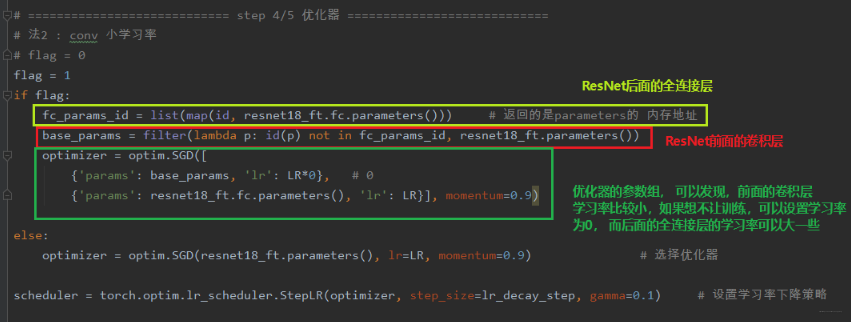 # ============================ step 4/5 优化器 ============================
# 法2 : conv 小学习率
# flag = 0
flag = 1
if flag:
ResNet后面的全连接层
fc_params_id = list(map(id, resnet18_ft.fc.parameters()))     # 返回的是parameters的 内存地址
base_params = filter(lambda p: id(p) not in fc_params_id, resnet18_ft.parameters())
ResNet前面的卷积层
optimizer = optim.SGD([
{'params': base_params, 'lr': LR*0},   # 0
{'params': resnet18_ft.fc.parameters(), 'lr': LR}], momentum=0.9)
优化器的参数组， 可以发现，前面的卷积层
学习率比较小，如果想不让训练，可以设置学习率
为0， 而后面的全连接层的学习率可以大一些
else:
optimizer = optim.SGD(resnet18_ft.parameters(), lr=LR, momentum=0.9)               # 选择优化器
scheduler = torch.optim.lr_scheduler.StepLR(optimizer, step_size=lr_decay_step, gamma=0.1)     # 设置学习率下降策略